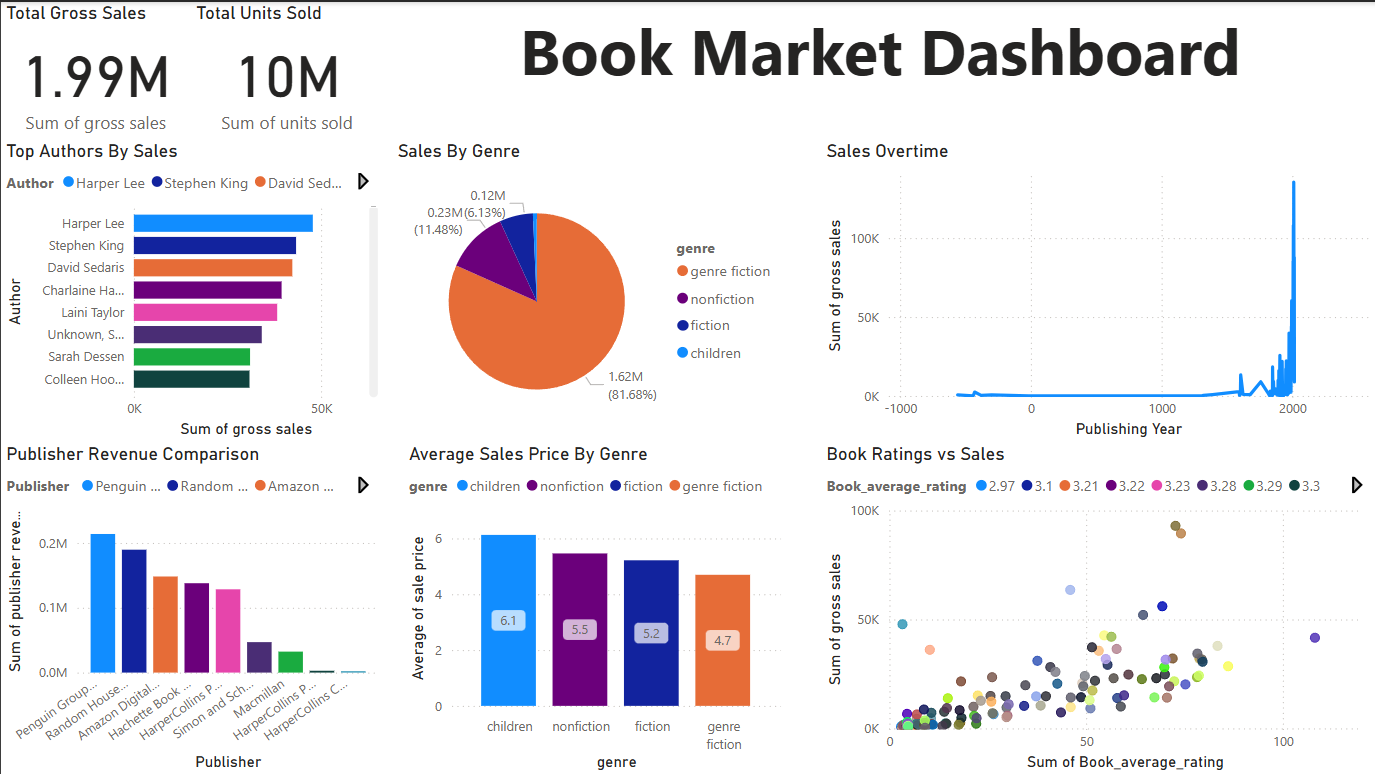 Total Gross Sales
Total Units Sold
Book Market Dashboard
1.99M
10M
Sum of gross sales
Sum of units sold
Top Authors By Sales
Author Harper Lee Stephen King David Sed...
Author
Harper Lee
Stephen King
David Sedaris
Charlaine Ha...
Laini Taylor
Unknown, S...
Sarah Dessen
Colleen Hoo...
0K 50K
Sum of gross sales
Sales By Genre
0.12M
(6.13%)
0.23M
(11.48%)
1.62M
(81.68%)
genre
genre fiction
nonfiction
fiction
children
Sales Overtime
Sum of gross sales
100K
50K
0K
-1000 0 1000 2000
Publishing Year
Publisher Revenue Comparison
Publisher Penguin ... Random ... Amazon ...
Sum of publisher reve...
0.2M
0.1M
0.0M
Penguin Group...
Random House...
Amazon Digital...
Hachette Book ...
HarperCollins P...
Simon and Sch...
Macmillan
HarperCollins P...
HarperCollins C...
Publisher
Average Sales Price By Genre
genre children nonfiction fiction genre fiction
Average of sale price
6
4
2
0
6.1
5.5
5.2
4.7
children nonfiction fiction genre
fiction
genre
Book Ratings vs Sales
Book_average_rating 2.97 3.1 3.21 3.22 3.23 3.28 3.29 3.3
Sum of gross sales
100K
50K
0K
0 50 100
Sum of Book_average_rating